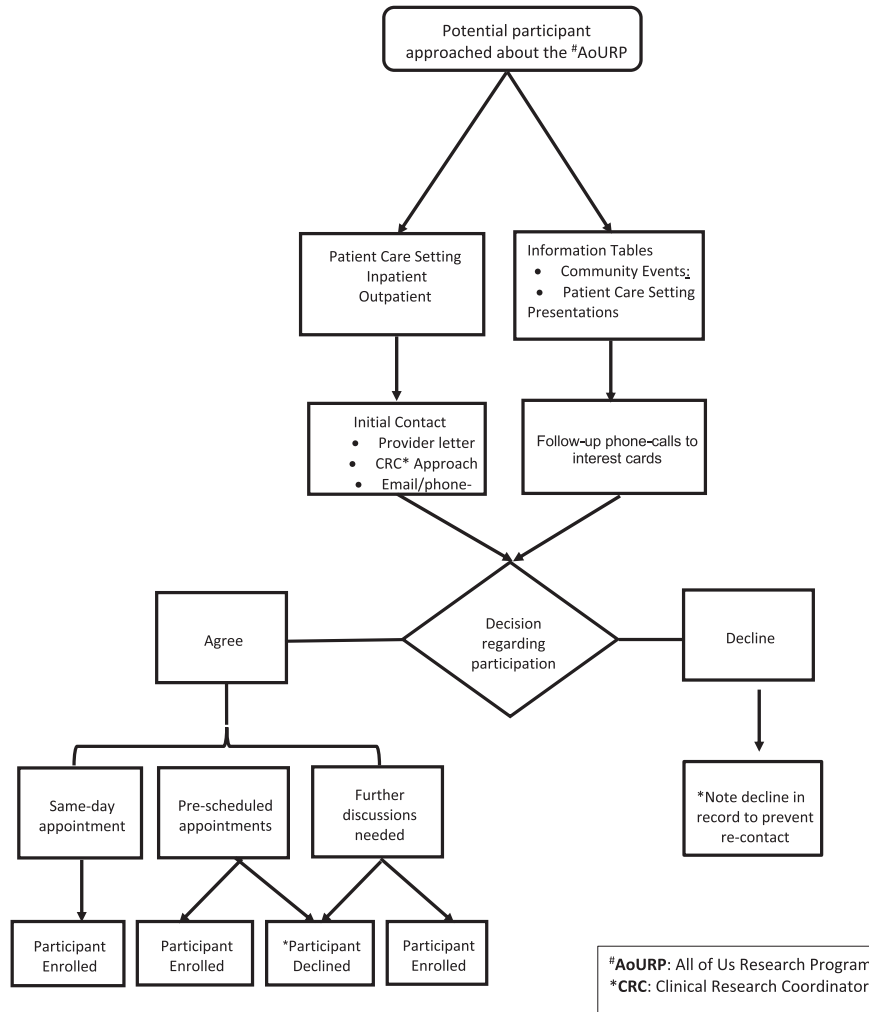 Potential participant
approached about the #AoURP
Patient Care Setting
Inpatient
Outpatient
Information Tables
• Community Events:
• Patient Care Setting
Presentations
Initial Contact
• Provider letter
• CRC* Approach
• Email/phone-
Follow-up phone-calls to
interest cards
Agree
Decision
regarding
participation
Decline
Same-day
appointment
Pre-scheduled
appointments
Further
discussions
needed
*Note decline in
record to prevent
re-contact
Participant
Enrolled
Participant
Enrolled
*Participant
Declined
Participant
Enrolled
#AoURP: All of Us Research Program
*CRC: Clinical Research Coordinator